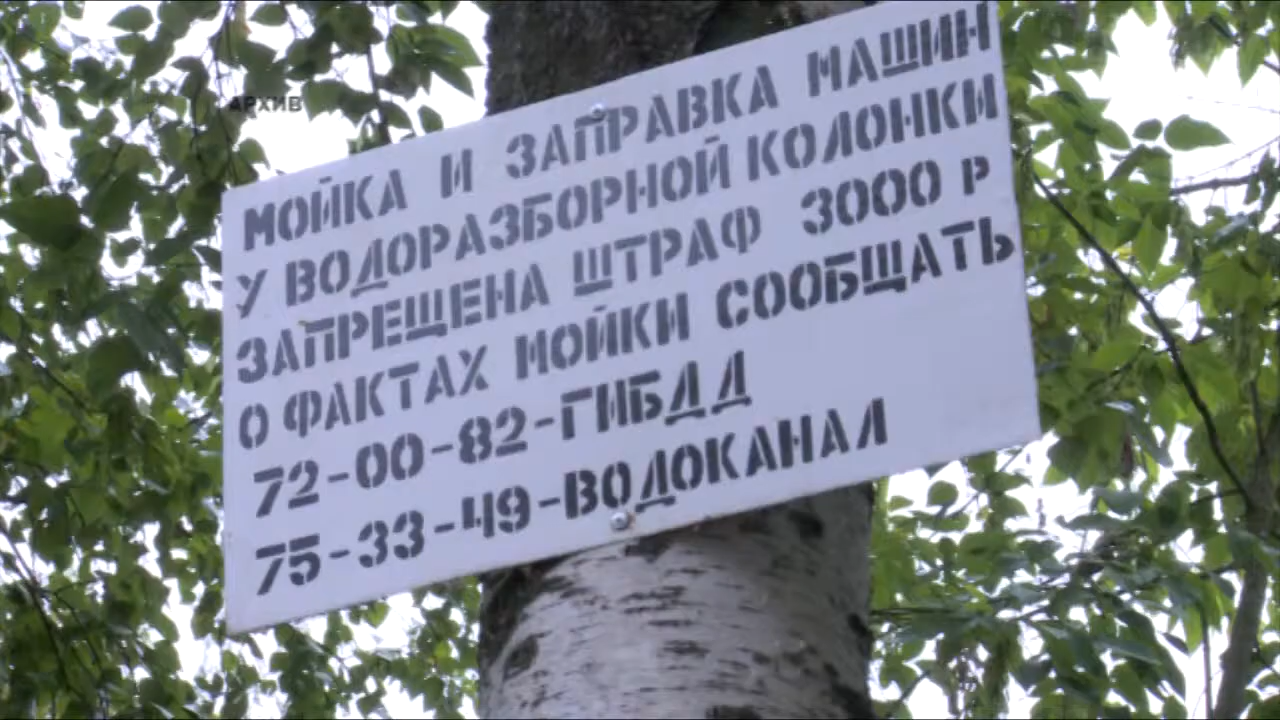 АРХИВ
МОЙКА И ЗАПРАВКА МАШИН
У ВОДОРАЗБОРНОЙ КОЛОНКИ
ЗАПРЕЩЕНА ШТРАФ 3000 р
О ФАКТАХ МОЙКИ СООБЩАТЬ
72-00-82-ГИБДД
75-33-49-ВОДОКАНАЛ